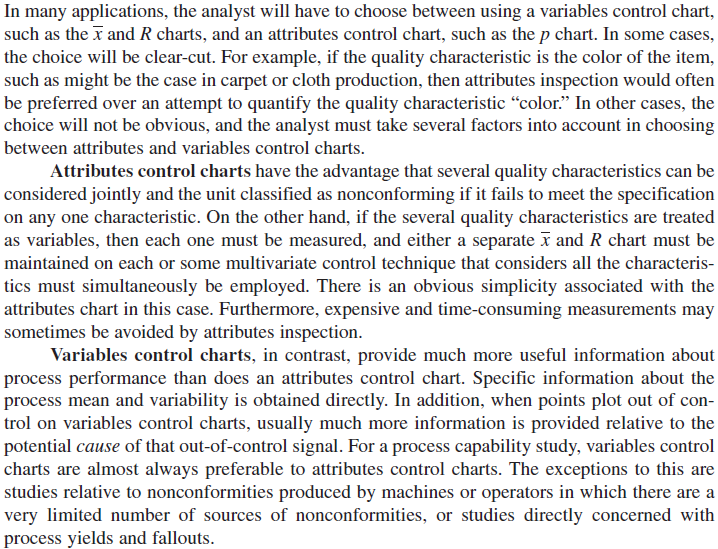 In many applications, the analyst will have to choose between using a variables control chart,
such as the x̄ and R charts, and an attributes control chart, such as the p chart. In some cases,
the choice will be clear-cut. For example, if the quality characteristic is the color of the item,
such as might be the case in carpet or cloth production, then attributes inspection would often
be preferred over an attempt to quantify the quality characteristic “color.” In other cases, the
choice will not be obvious, and the analyst must take several factors into account in choosing
between attributes and variables control charts.
Attributes control charts have the advantage that several quality characteristics can be
considered jointly and the unit classified as nonconforming if it fails to meet the specification
on any one characteristic. On the other hand, if the several quality characteristics are treated
as variables, then each one must be measured, and either a separate x̄ and R chart must be
maintained on each or some multivariate control technique that considers all the characteris-
tics must simultaneously be employed. There is an obvious simplicity associated with the
attributes chart in this case. Furthermore, expensive and time-consuming measurements may
sometimes be avoided by attributes inspection.
Variables control charts, in contrast, provide much more useful information about
process performance than does an attributes control chart. Specific information about the
process mean and variability is obtained directly. In addition, when points plot out of con-
trol on variables control charts, usually much more information is provided relative to the
potential cause of that out-of-control signal. For a process capability study, variables control
charts are almost always preferable to attributes control charts. The exceptions to this are
studies relative to nonconformities produced by machines or operators in which there are a
very limited number of sources of nonconformities, or studies directly concerned with
process yields and fallouts.